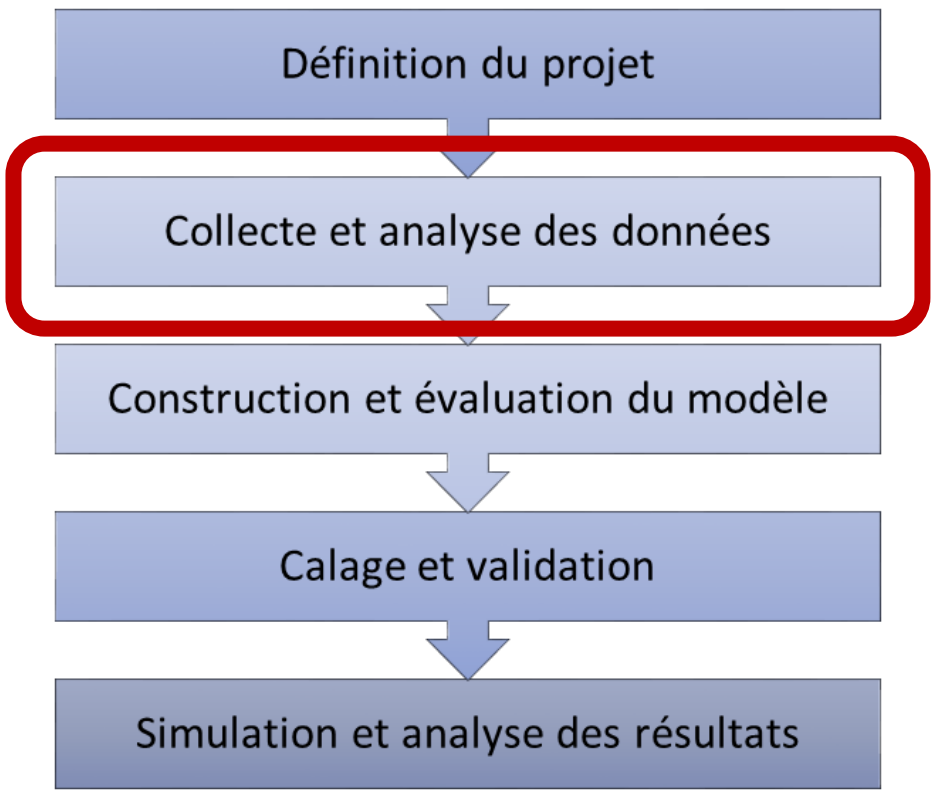 Définition du projet
Collecte et analyse des données
Construction et évaluation du modèle
Calage et validation
Simulation et analyse des résultats